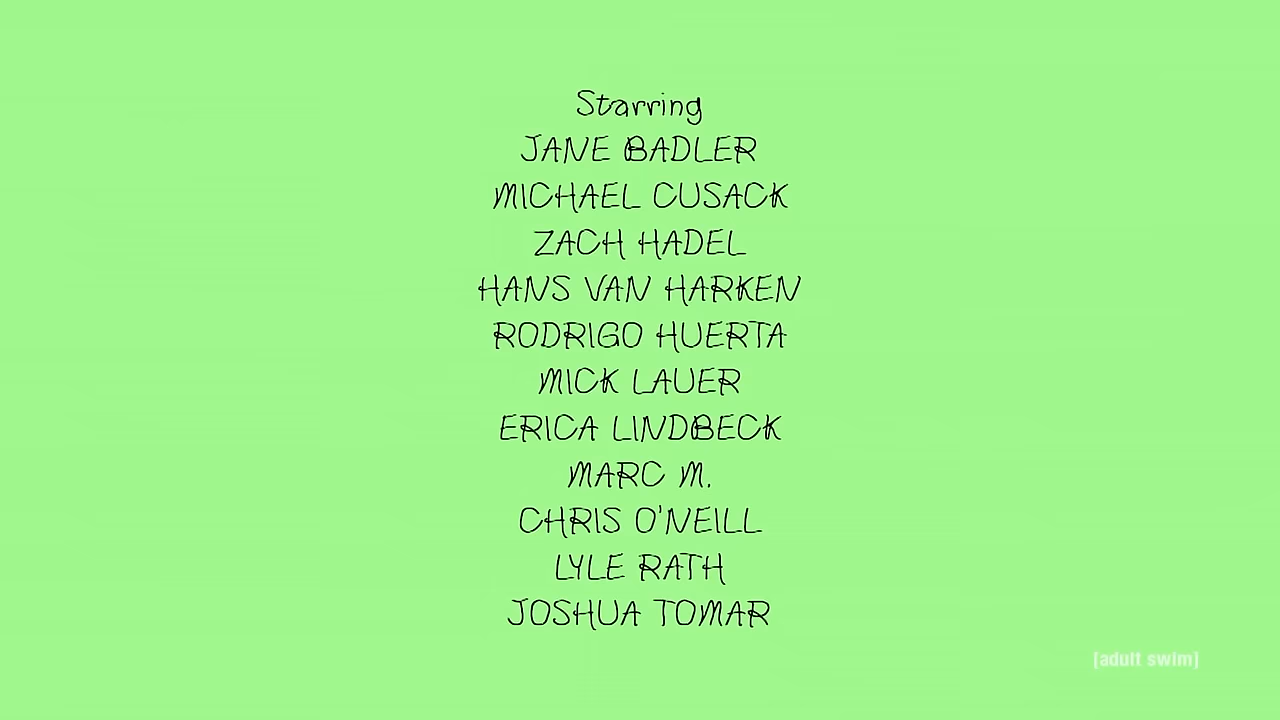 Starring
JANE BADLER
MICHAEL CUSACK
ZACH HADEL
HANS VAN HARKEN
RODRIGO HUERTA
MICK LAUER
ERICA LINDBECK
MARC M.
CHRIS O'NEILL
LYLE RATH
JOSHUA TOMAR
[adult swim]